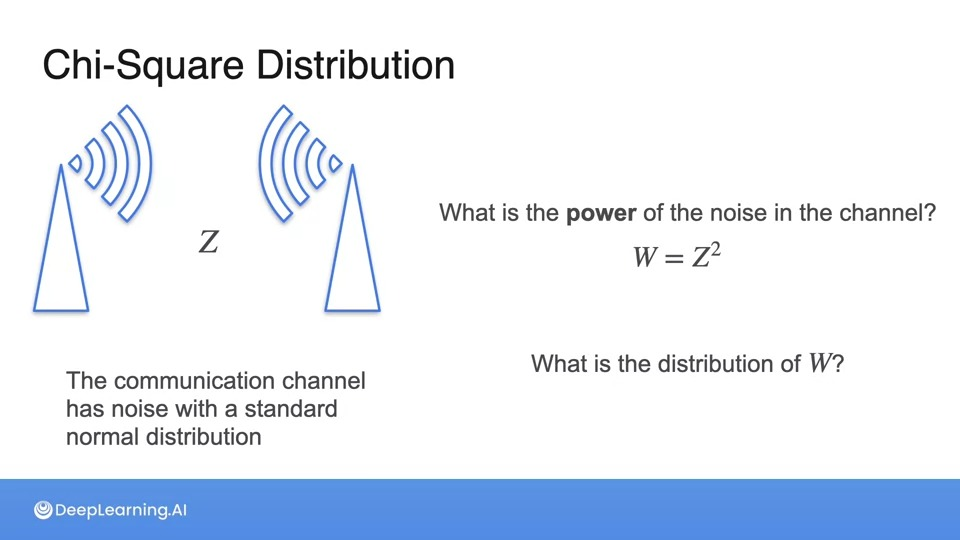 Chi-Square Distribution
Z
The communication channel
has noise with a standard
normal distribution
What is the power of the noise in the channel?
W = Z²
What is the distribution of W?
DeepLearning.AI